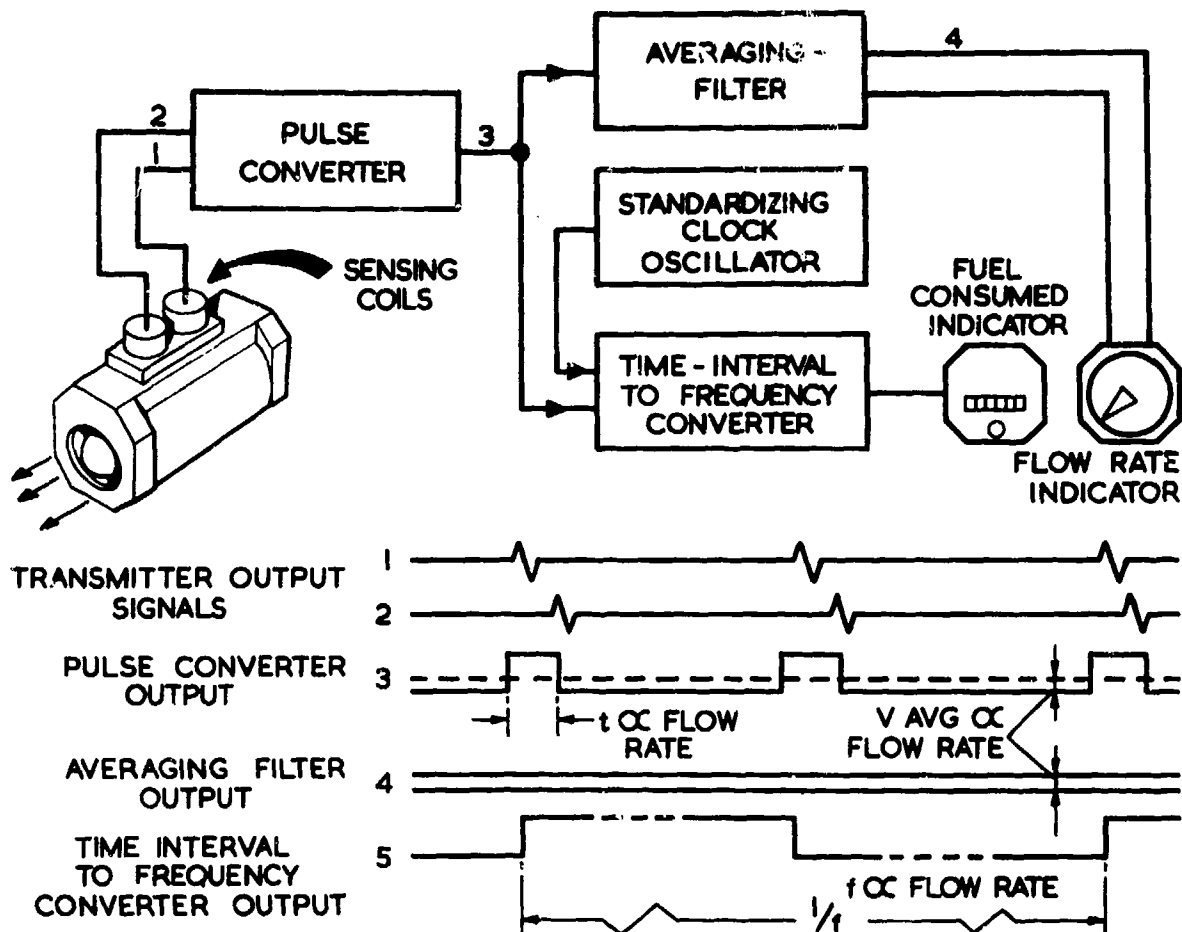 AVERAGING -
FILTER
4
2
1
PULSE
CONVERTER
3
STANDARDIZING
CLOCK
OSCILLATOR
SENSING
COILS
FUEL
CONSUMED
INDICATOR
TIME - INTERVAL
TO FREQUENCY
CONVERTER
FLOW RATE
INDICATOR
TRANSMITTER OUTPUT
SIGNALS
1
2
PULSE CONVERTER
OUTPUT
3
t ∝ FLOW
RATE
V AVG ∝
FLOW RATE
AVERAGING FILTER
OUTPUT
4
TIME INTERVAL
TO FREQUENCY
CONVERTER OUTPUT
5
f ∝ FLOW RATE
1/f